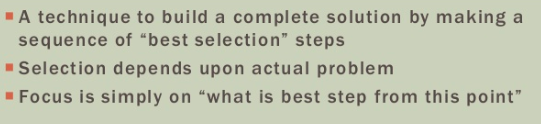 ▪ A technique to build a complete solution by making a
sequence of “best selection” steps
▪ Selection depends upon actual problem
▪ Focus is simply on “what is best step from this point”